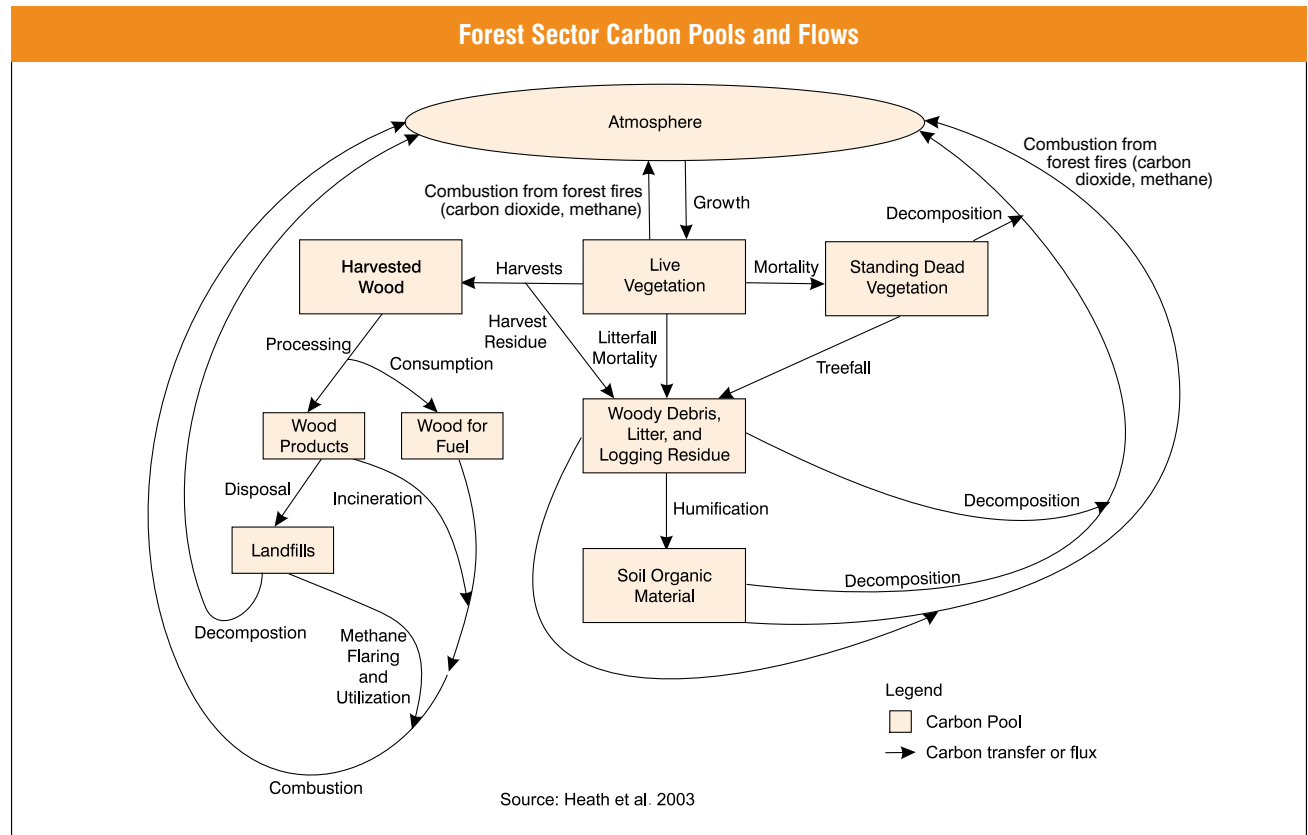 Forest Sector Carbon Pools and Flows
Atmosphere
Combustion from
forest fires (carbon
dioxide, methane)
Combustion from forest fires
(carbon dioxide, methane)
Growth
Decomposition
Harvested
Wood
Harvests
Live
Vegetation
Mortality
Standing Dead
Vegetation
Harvest
Residue
Litterfall
Mortality
Processing
Consumption
Treefall
Wood
Products
Wood for
Fuel
Woody Debris,
Litter, and
Logging Residue
Disposal
Incineration
Humification
Decomposition
Landfills
Soil Organic
Material
Decomposition
Decompostion
Methane
Flaring
and
Utilization
Legend
Carbon Pool
Carbon transfer or flux
Combustion
Source: Heath et al. 2003